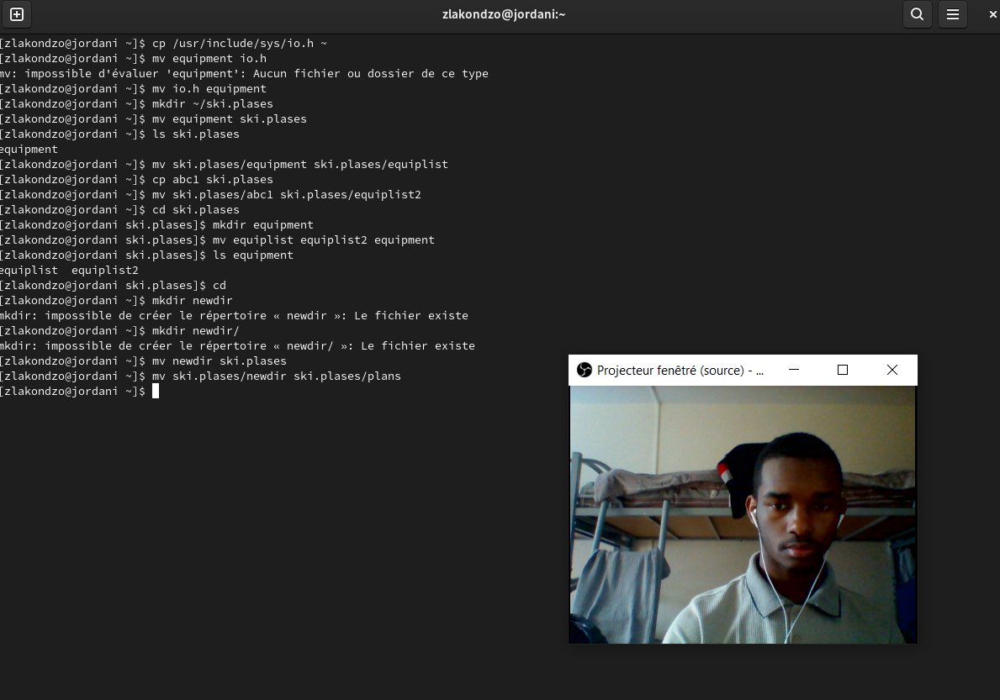 zlakondzo@jordani:~
[zlakondzo@jordani ~]$ cp /usr/include/sys/io.h ~
[zlakondzo@jordani ~]$ mv equipment io.h
mv: impossible d'évaluer 'equipment': Aucun fichier ou dossier de ce type
[zlakondzo@jordani ~]$ mv io.h equipment
[zlakondzo@jordani ~]$ mkdir ~/ski.plases
[zlakondzo@jordani ~]$ mv equipment ski.plases
[zlakondzo@jordani ~]$ ls ski.plases
equipment
[zlakondzo@jordani ~]$ mv ski.plases/equipment ski.plases/equiplist
[zlakondzo@jordani ~]$ cp abc1 ski.plases
[zlakondzo@jordani ~]$ mv ski.plases/abc1 ski.plases/equiplist2
[zlakondzo@jordani ~]$ cd ski.plases
[zlakondzo@jordani ski.plases]$ mkdir equipment
[zlakondzo@jordani ski.plases]$ mv equiplist equiplist2 equipment
[zlakondzo@jordani ski.plases]$ ls equipment
equiplist  equiplist2
[zlakondzo@jordani ski.plases]$ cd
[zlakondzo@jordani ~]$ mkdir newdir
mkdir: impossible de créer le répertoire « newdir »: Le fichier existe
[zlakondzo@jordani ~]$ mkdir newdir/
mkdir: impossible de créer le répertoire « newdir/ »: Le fichier existe
[zlakondzo@jordani ~]$ mv newdir ski.plases
[zlakondzo@jordani ~]$ mv ski.plases/newdir ski.plases/plans
[zlakondzo@jordani ~]$
Projecteur fenêtré (source) - ...